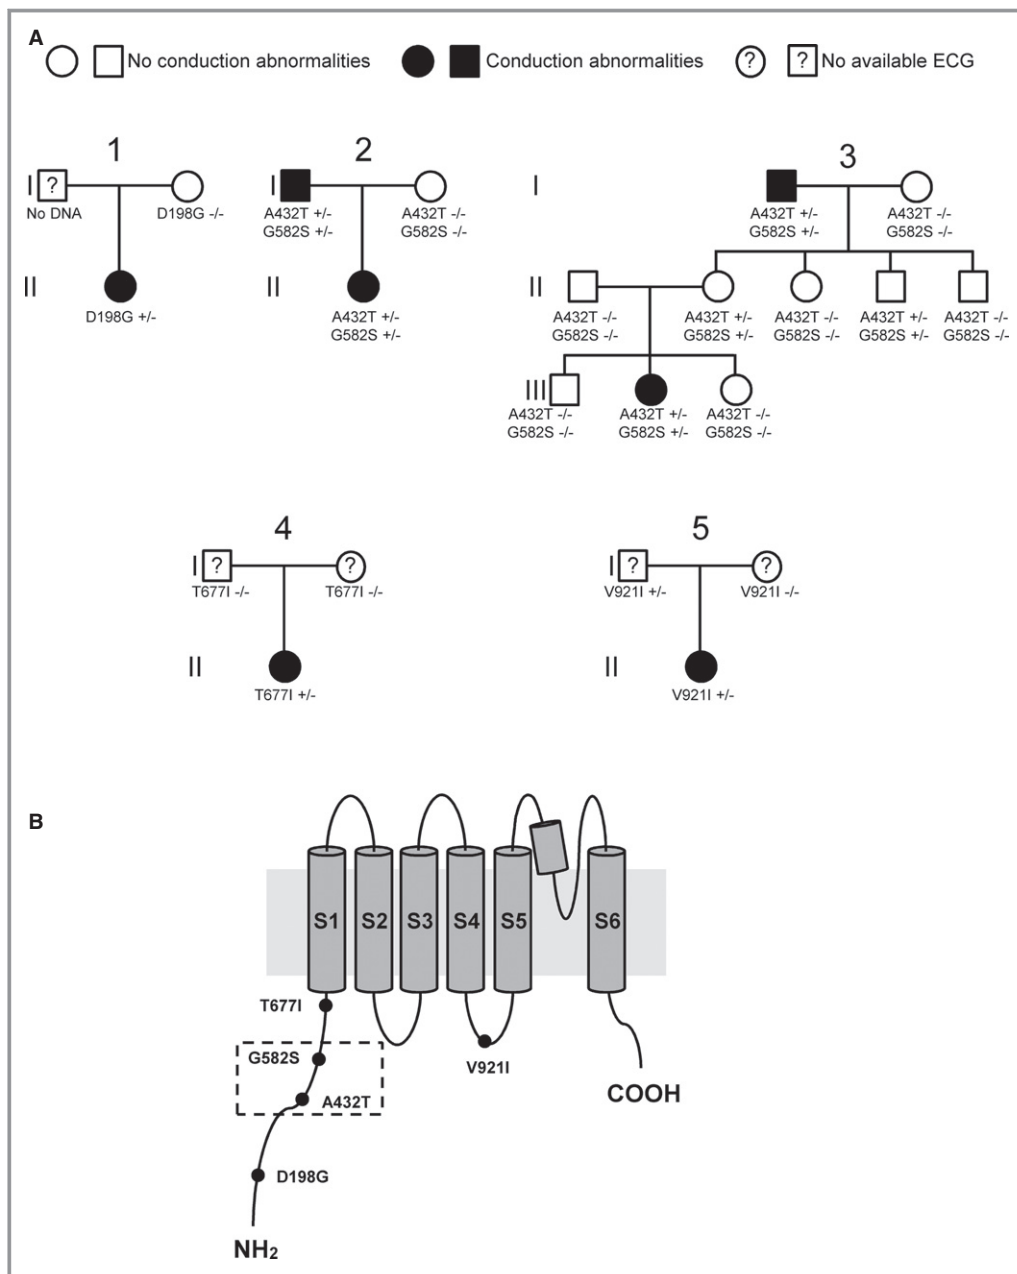 A
No conduction abnormalities
Conduction abnormalities
? ? No available ECG
1
2
3
I ?
I
I
No DNA
D198G -/-
A432T +/-
G582S +/-
A432T -/-
G582S -/-
A432T +/-
G582S +/-
A432T -/-
G582S -/-
II
II
II
D198G +/-
A432T +/-
G582S +/-
A432T -/-
G582S -/-
A432T +/-
G582S +/-
A432T -/-
G582S -/-
A432T +/-
G582S +/-
A432T -/-
G582S -/-
III
A432T -/-
G582S -/-
A432T +/-
G582S +/-
A432T -/-
G582S -/-
4
5
I ? ?
I ? ?
T677I -/-
T677I -/-
V921I +/-
V921I -/-
II
II
T677I +/-
V921I +/-
B
S1 S2 S3 S4 S5 S6
T677I
G582S
V921I
A432T
COOH
D198G
NH2